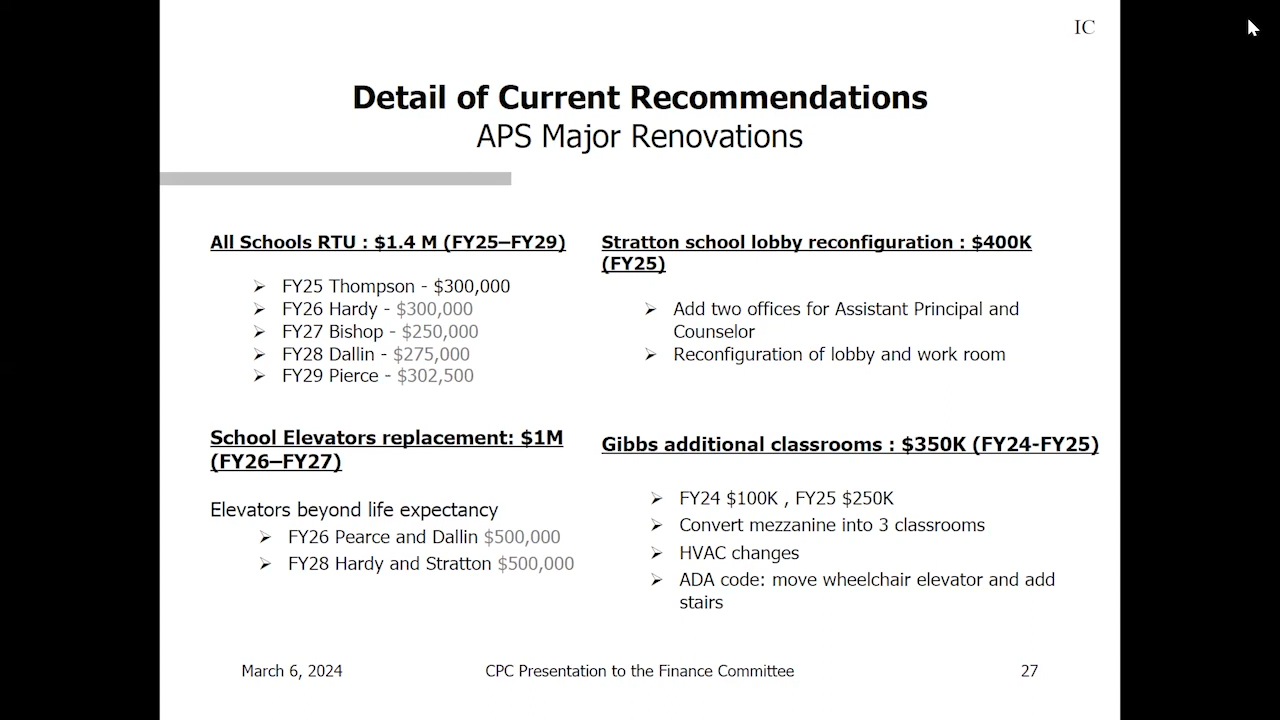 IC
Detail of Current Recommendations
APS Major Renovations
All Schools RTU : $1.4 M (FY25–FY29)
FY25 Thompson - $300,000
FY26 Hardy - $300,000
FY27 Bishop - $250,000
FY28 Dallin - $275,000
FY29 Pierce - $302,500
School Elevators replacement: $1M
(FY26–FY27)
Elevators beyond life expectancy
FY26 Pearce and Dallin $500,000
FY28 Hardy and Stratton $500,000
Stratton school lobby reconfiguration : $400K
(FY25)
Add two offices for Assistant Principal and
Counselor
Reconfiguration of lobby and work room
Gibbs additional classrooms : $350K (FY24-FY25)
FY24 $100K , FY25 $250K
Convert mezzanine into 3 classrooms
HVAC changes
ADA code: move wheelchair elevator and add
stairs
March 6, 2024
CPC Presentation to the Finance Committee
27